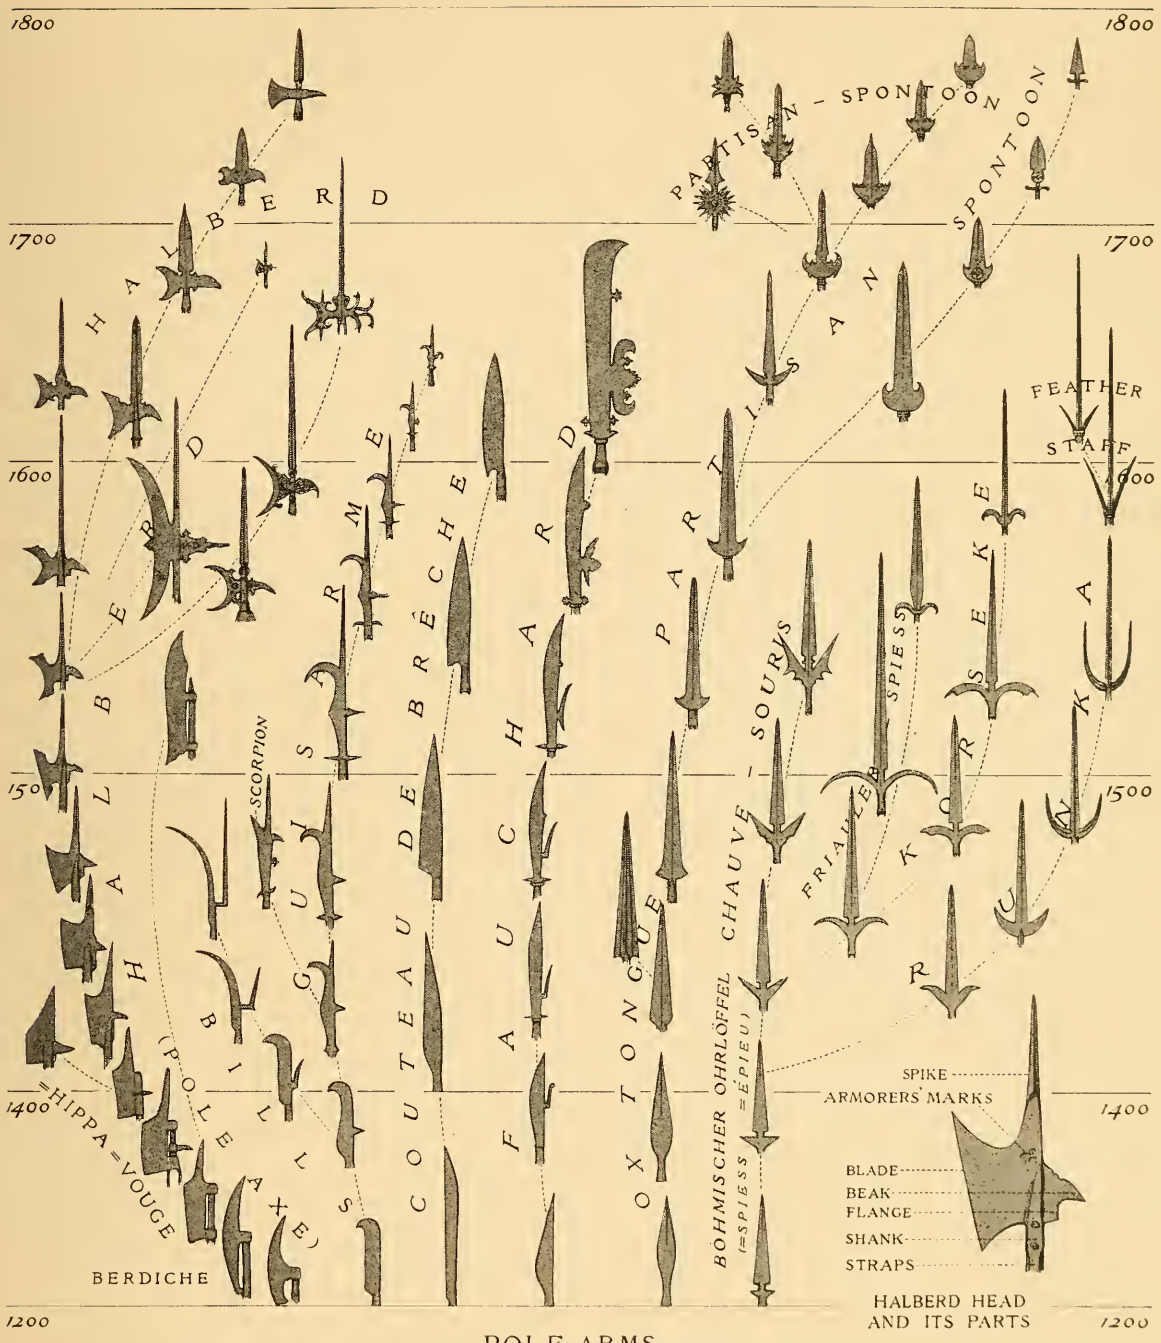 1800
1800
PARTISAN – SPONTOON
SPONTOON
HALBERD
1700
1700
PARTISAN
FEATHER
STAFF
1600
1600
HALBERD
GUISARME
COUTEAU DE BRÊCHE
FAUCHARD
CHAUVE – SOURIS
FRIAULER SPIESS
KORSEKE
RUNKA
SCORPION
1500
1500
BILLS
OX TONGUE
BÖHMISCHER OHRLÖFFEL
(=SPIESS =ÉPIEU)
1400
1400
=HIPPA =VOUGE
(POLE AXE)
BERDICHE
SPIKE
ARMORERS' MARKS
BLADE
BEAK
FLANGE
SHANK
STRAPS
HALBERD HEAD
AND ITS PARTS
1200
1200
POLE ARMS